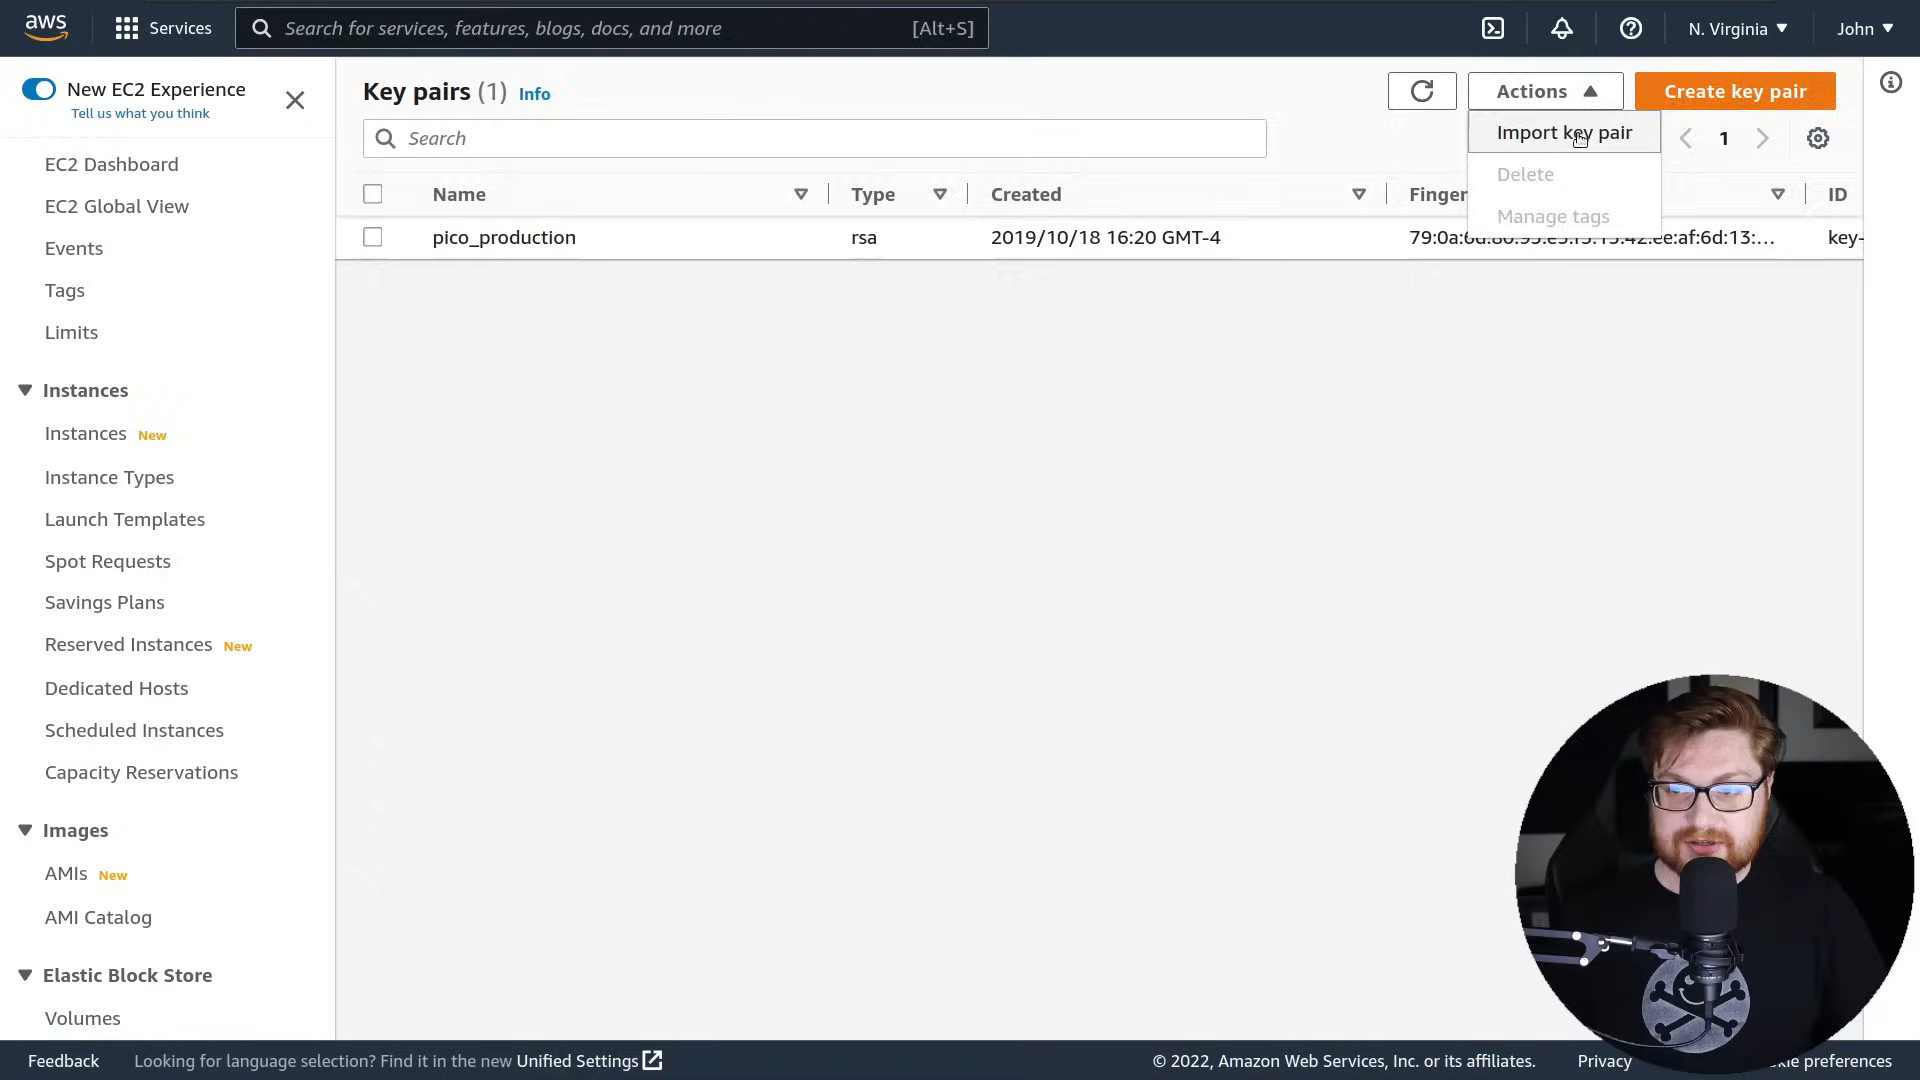 aws
Services
Search for services, features, blogs, docs, and more [Alt+S]
N. Virginia
John
New EC2 Experience
Tell us what you think
EC2 Dashboard
EC2 Global View
Events
Tags
Limits
Instances
Instances New
Instance Types
Launch Templates
Spot Requests
Savings Plans
Reserved Instances New
Dedicated Hosts
Scheduled Instances
Capacity Reservations
Images
AMIs New
AMI Catalog
Elastic Block Store
Volumes
Key pairs (1) Info
Actions
Create key pair
Search
Import key pair
Delete
Manage tags
1
Name Type Created Finger ID
pico_production rsa 2019/10/18 16:20 GMT-4 key-
Feedback
Looking for language selection? Find it in the new Unified Settings
© 2022, Amazon Web Services, Inc. or its affiliates.
Privacy
preferences